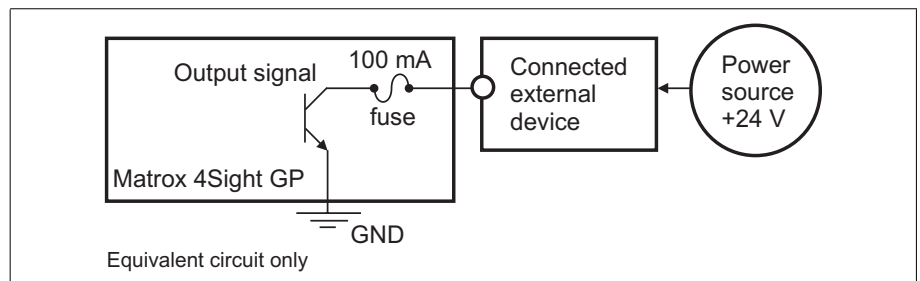 100 mA
Output signal
fuse
Matrox 4Sight GP
GND
Connected
external
device
Power
source
+24 V
Equivalent circuit only